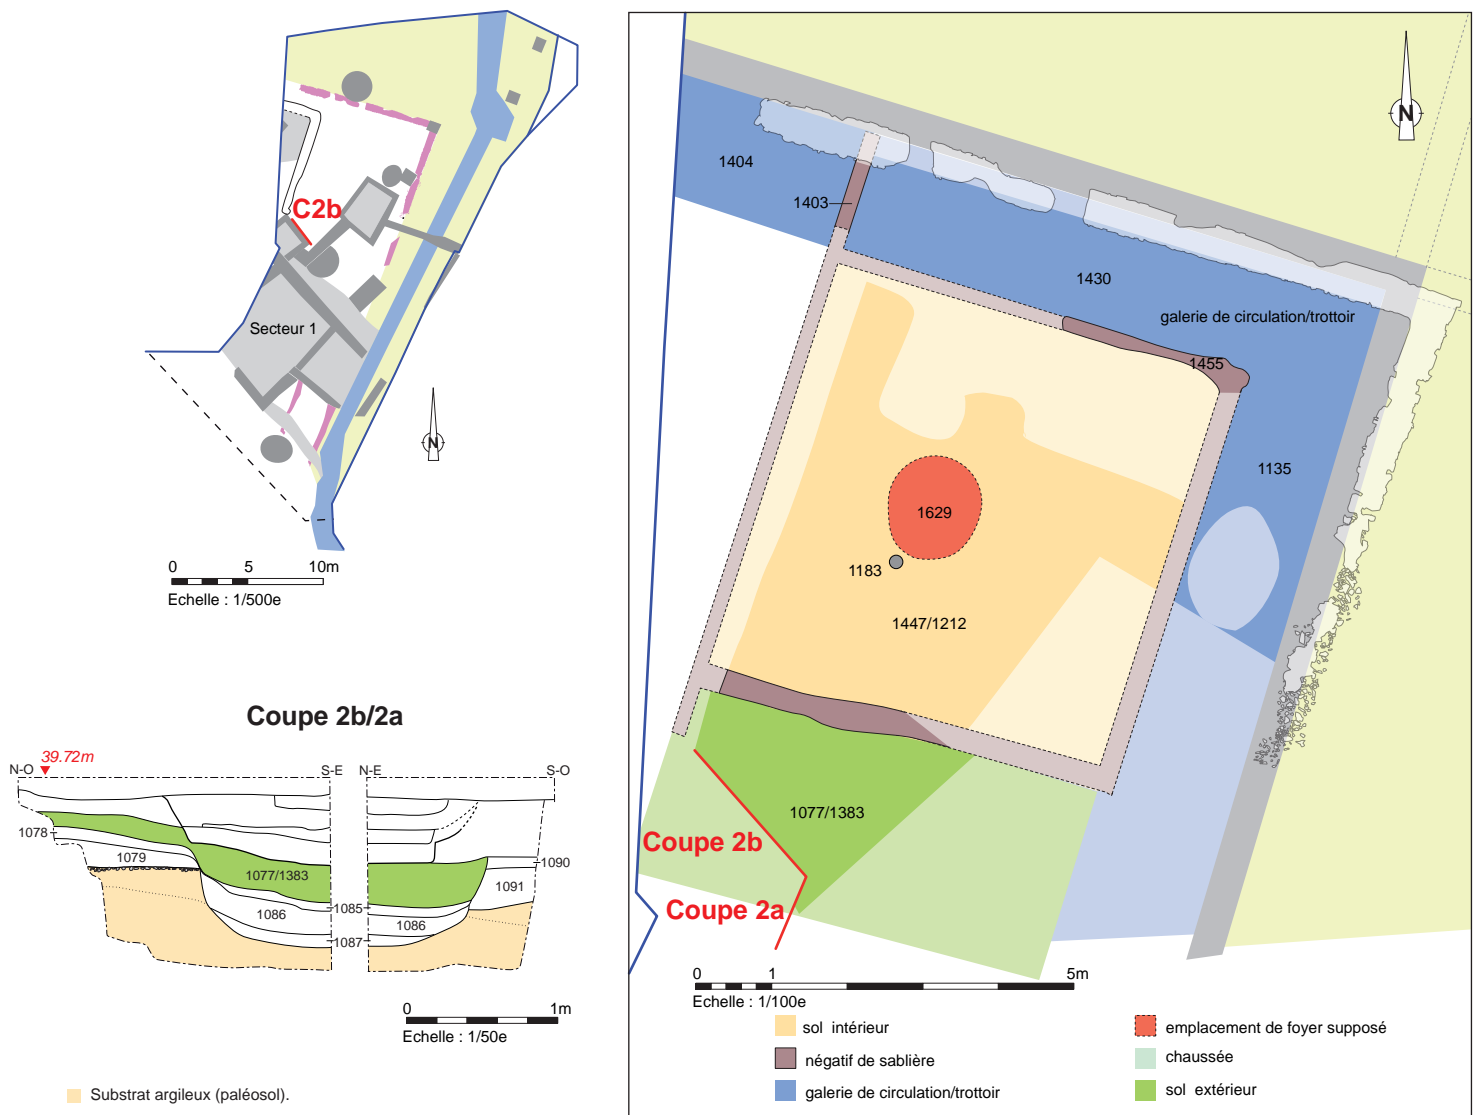 C2b
Secteur 1
N
0 5 10m
Echelle : 1/500e
Coupe 2b/2a
39.72m
N-O S-E N-E S-O
1078
1079
1077/1383
1090
1091
1085
1086
1086
1087
0 1m
Echelle : 1/50e
Substrat argileux (paléosol).
N
1404
1403
1430
galerie de circulation/trottoir
1455
1135
1629
1183
1447/1212
1077/1383
Coupe 2b
Coupe 2a
0 1 5m
Echelle : 1/100e
sol intérieur
négatif de sablière
galerie de circulation/trottoir
emplacement de foyer supposé
chaussée
sol extérieur